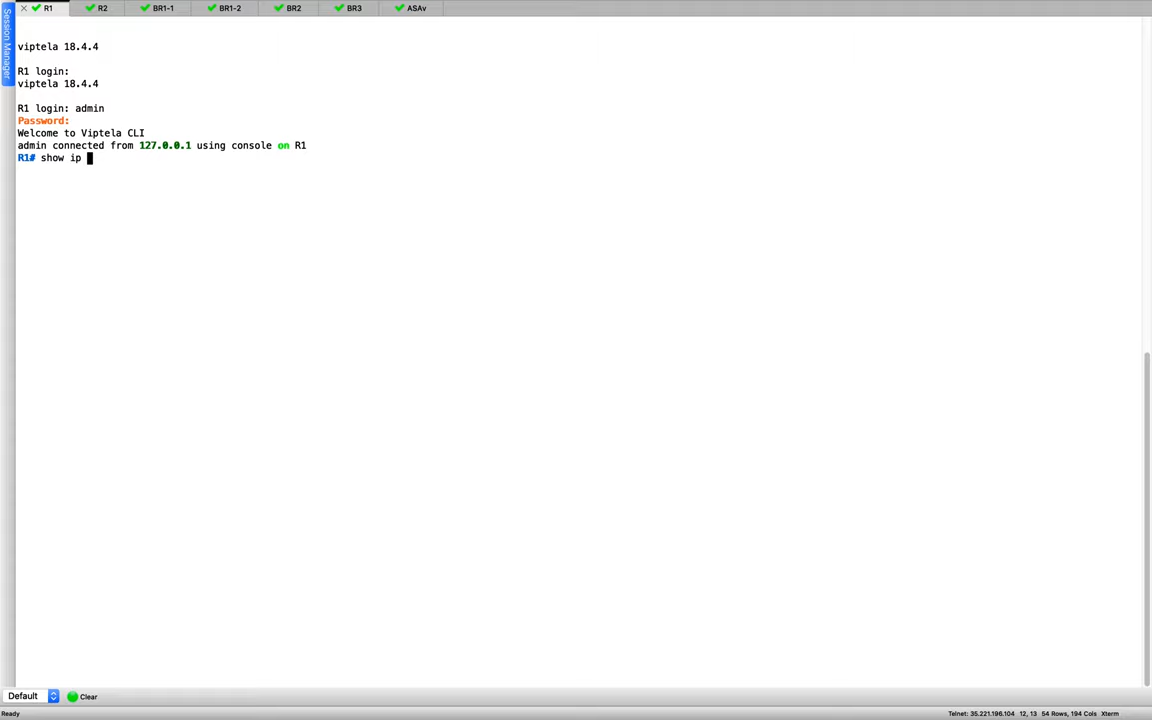 R1 R2 BR1-1 BR1-2 BR2 BR3 ASAv
Session Manager
viptela 18.4.4
R1 login:
viptela 18.4.4
R1 login: admin
Password:
Welcome to Viptela CLI
admin connected from 127.0.0.1 using console on R1
R1# show ip
Default Clear
Ready Telnet: 35.221.196.104 12, 13 54 Rows, 194 Cols Xterm